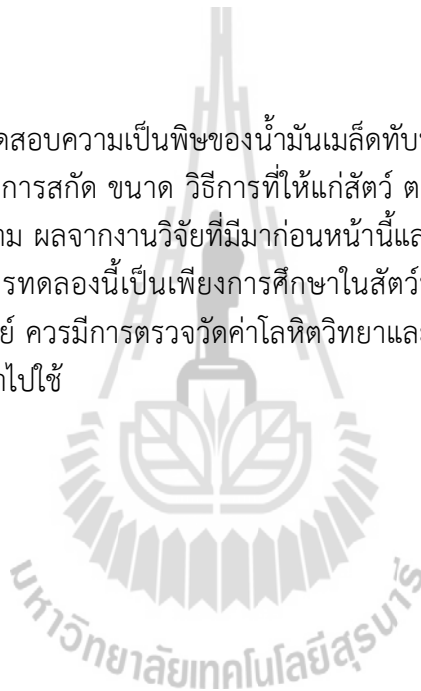 ดสอบความเป็นพิษของน้ำมันเมล็ดทับ
การสกัด ขนาด วิธีการที่ให้แก่สัตว์ ต
าม ผลจากงานวิจัยที่มีมาก่อนหน้านี้และ
ารทดลองนี้เป็นเพียงการศึกษาในสัตว์
ย์ ควรมีการตรวจวัดค่าโลหิตวิทยาและ
าไปใช้
มหาวิทยาลัยเทคโนโลยีสุรนารี